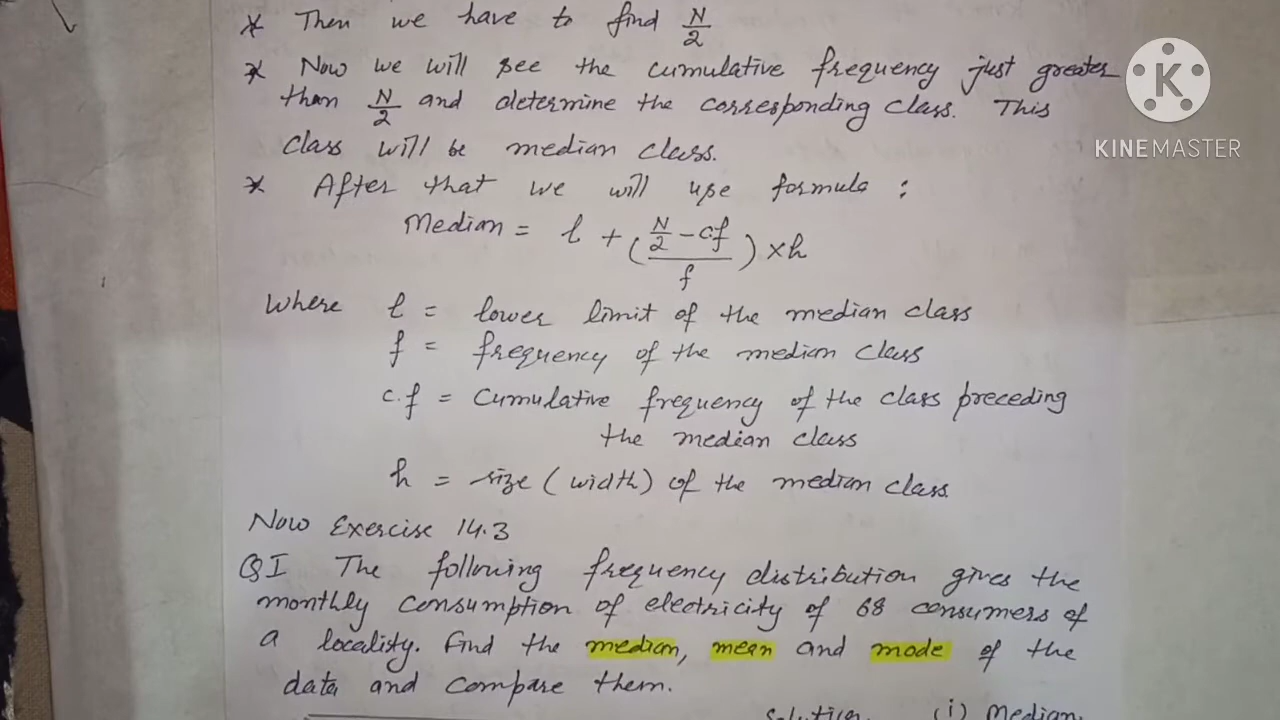 * Then we have to find N/2
* Now we will see the cumulative frequency just greater
than N/2 and determine the corresponding class. This
class will be median class.
* After that we will use formula :
Median = l + (N/2 - cf / f) × h
Where l = lower limit of the median class
f = frequency of the median class
c.f = Cumulative frequency of the class preceding
the median class
h = size (width) of the median class
Now Exercise 14.3
Q1 The following frequency distribution gives the
monthly consumption of electricity of 68 consumers of
a locality. Find the median, mean and mode of the
data and compare them.
Solution (i) Median.
K
KINEMASTER